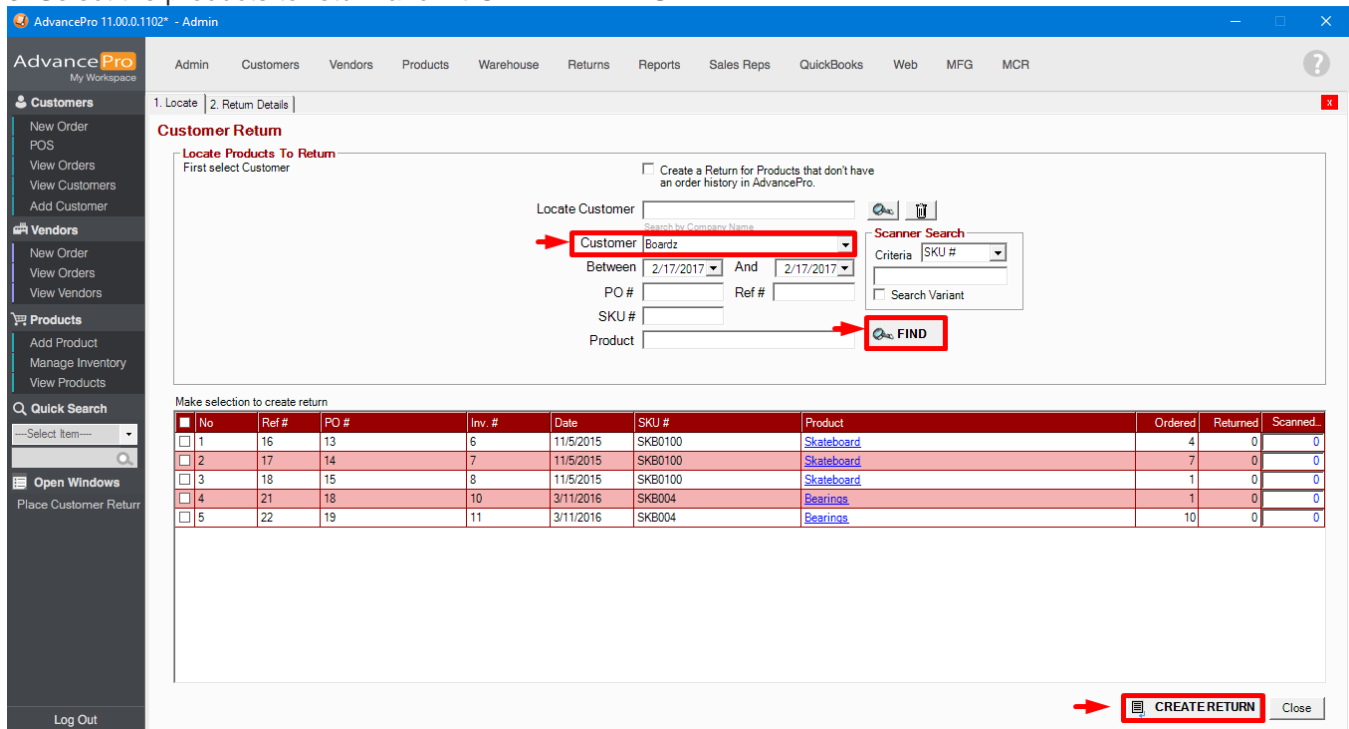 AdvancePro 11.00.0.1102* - Admin
AdvancePro
My Workspace
Admin Customers Vendors Products Warehouse Returns Reports Sales Reps QuickBooks Web MFG MCR
?
Customers
New Order
POS
View Orders
View Customers
Add Customer
Vendors
New Order
View Orders
View Vendors
Products
Add Product
Manage Inventory
View Products
Quick Search
----Select Item----
Open Windows
Place Customer Return
Log Out
1. Locate 2. Return Details x
Customer Return
Locate Products To Return
First select Customer
Create a Return for Products that don't have
an order history in AdvancePro.
Locate Customer
Search by Company Name
Customer Boardz
Between 2/17/2017 And 2/17/2017
PO # Ref #
SKU #
Product
Scanner Search
Criteria SKU #
Search Variant
FIND
Make selection to create return
No Ref # PO # Inv. # Date SKU # Product Ordered Returned Scanned...
1 16 13 6 11/5/2015 SKB0100 Skateboard 4 0 0
2 17 14 7 11/5/2015 SKB0100 Skateboard 7 0 0
3 18 15 8 11/5/2015 SKB0100 Skateboard 1 0 0
4 21 18 10 3/11/2016 SKB004 Bearings 1 0 0
5 22 19 11 3/11/2016 SKB004 Bearings 10 0 0
CREATE RETURN Close